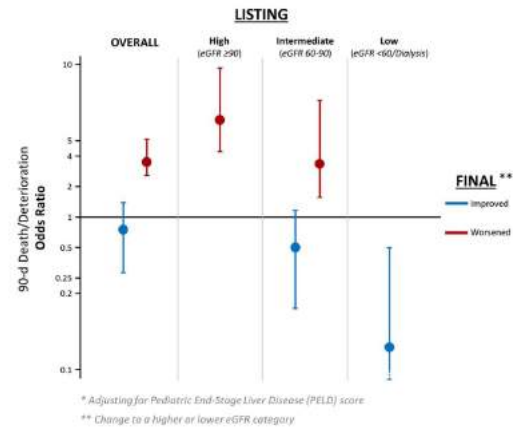 LISTING
OVERALL
High
(eGFR ≥90)
Intermediate
(eGFR 60-90)
Low
(eGFR <60/Dialysis)
90-d Death/Deterioration
Odds Ratio
10
5
4
2
1
0.5
0.25
0.2
0.1
FINAL **
Improved
Worsened
* Adjusting for Pediatric End-Stage Liver Disease (PELD) score
** Change to a higher or lower eGFR category